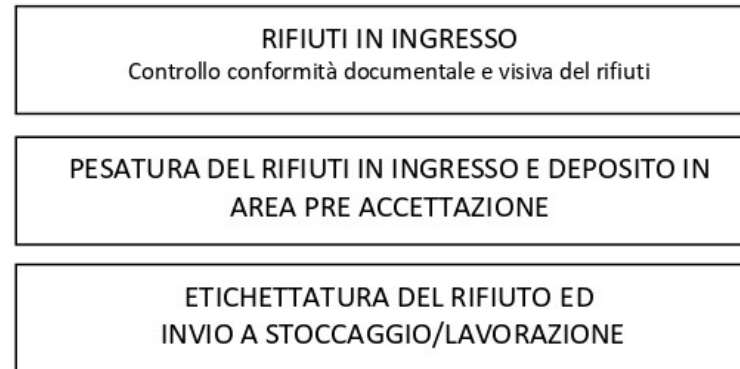 RIFIUTI IN INGRESSO
Controllo conformità documentale e visiva del rifiuti
PESATURA DEL RIFIUTI IN INGRESSO E DEPOSITO IN
AREA PRE ACCETTAZIONE
ETICHETTATURA DEL RIFIUTO ED
INVIO A STOCCAGGIO/LAVORAZIONE